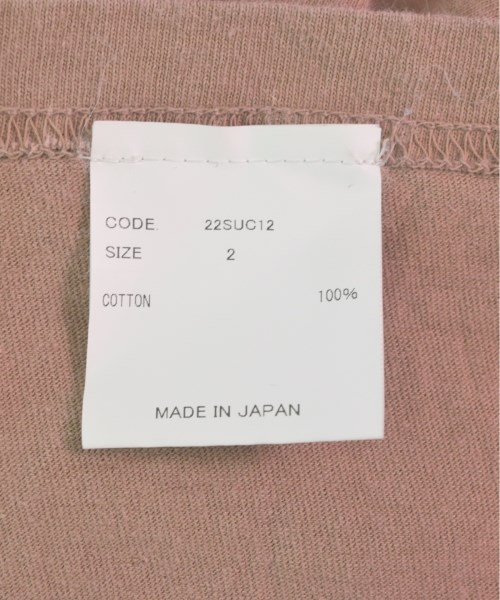 CODE. 22SUC12
SIZE 2
COTTON 100%
MADE IN JAPAN